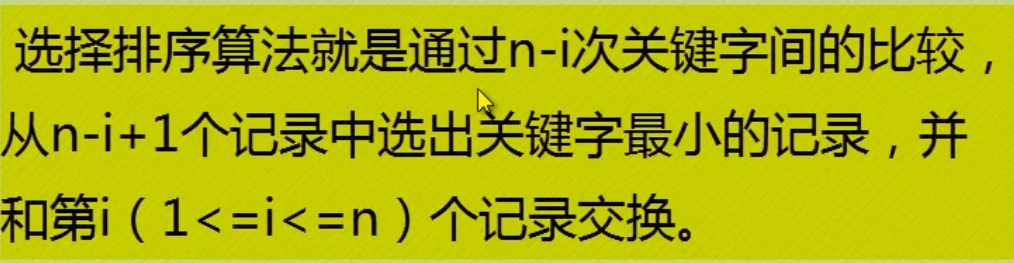 选择排序算法就是通过n-i次关键字间的比较，
从n-i+1个记录中选出关键字最小的记录，并
和第i（1<=i<=n）个记录交换。